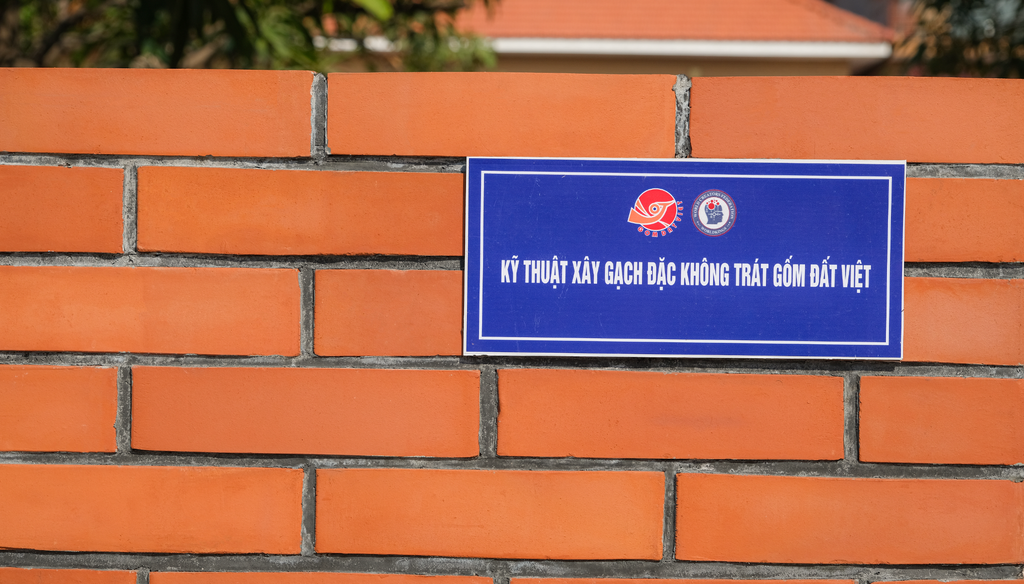 KỸ THUẬT XÂY GẠCH ĐẶC KHÔNG TRÁT GỐM ĐẤT VIỆT